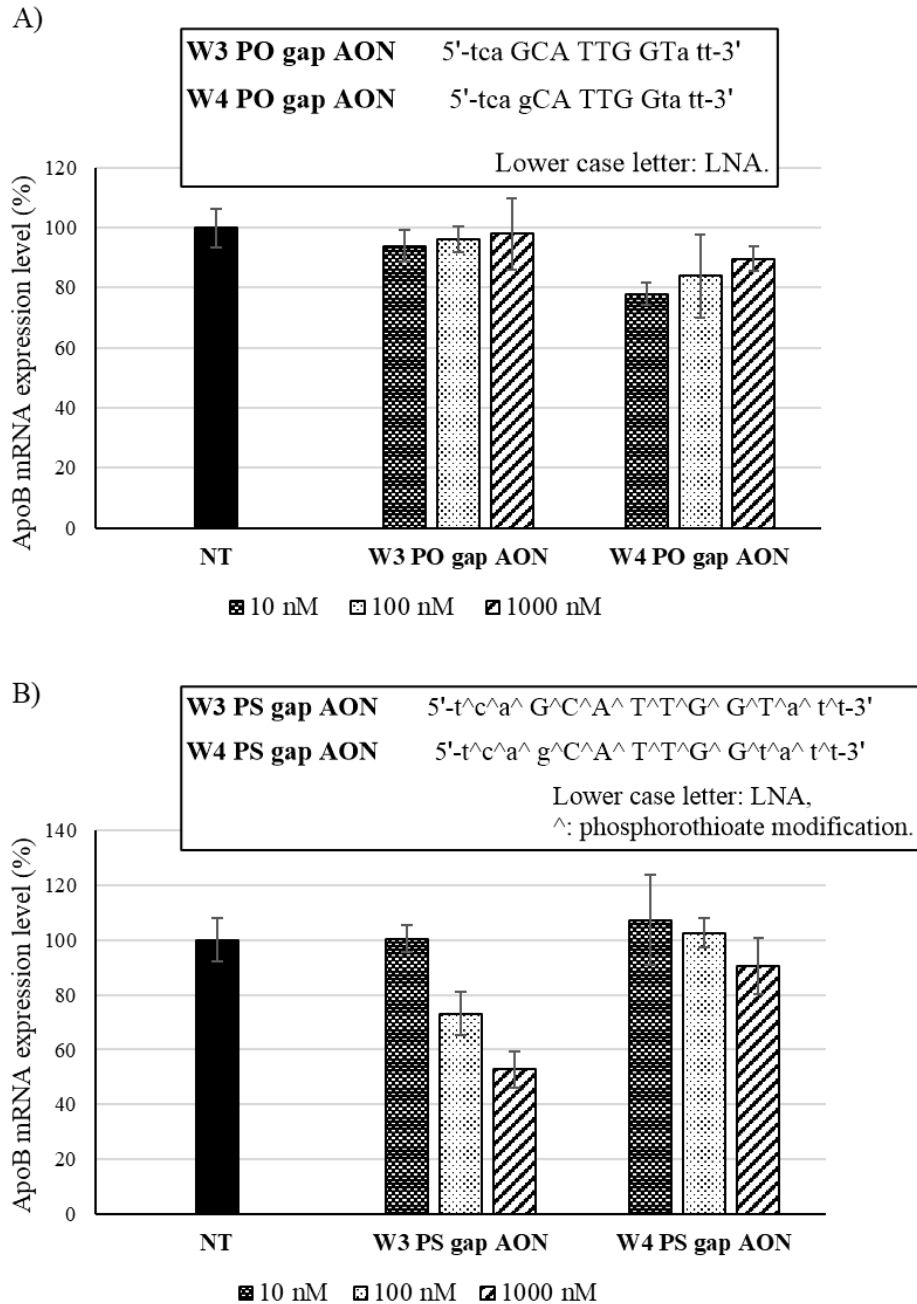 A)
W3 PO gap AON 5'-tca GCA TTG GTa tt-3'
W4 PO gap AON 5'-tca gCA TTG Gta tt-3'
Lower case letter: LNA.
ApoB mRNA expression level (%)
120
100
80
60
40
20
0
NT W3 PO gap AON W4 PO gap AON
10 nM 100 nM 1000 nM
B)
W3 PS gap AON 5'-t^c^a^ G^C^A^ T^T^G^ G^T^a^ t^t-3'
W4 PS gap AON 5'-t^c^a^ g^C^A^ T^T^G^ G^t^a^ t^t-3'
Lower case letter: LNA,
^: phosphorothioate modification.
ApoB mRNA expression level (%)
140
120
100
80
60
40
20
0
NT W3 PS gap AON W4 PS gap AON
10 nM 100 nM 1000 nM